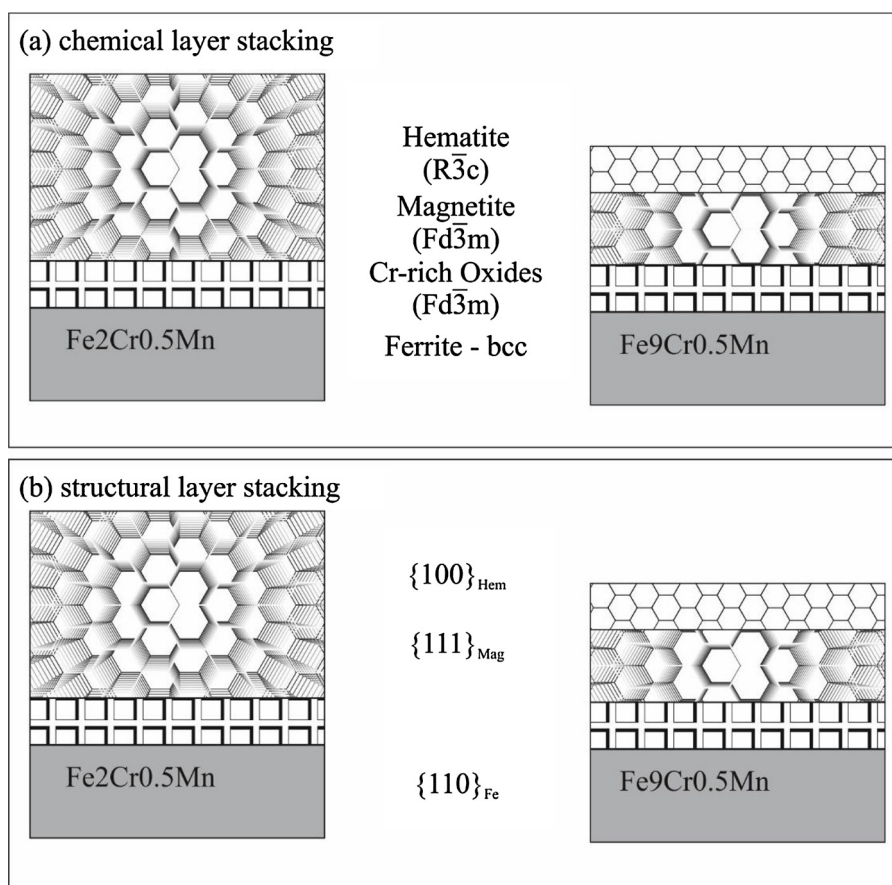 (a) chemical layer stacking
Hematite
(R3̅c)
Magnetite
(Fd3̅m)
Cr-rich Oxides
(Fd3̅m)
Fe2Cr0.5Mn
Ferrite - bcc
Fe9Cr0.5Mn
(b) structural layer stacking
{100}Hem
{111}Mag
Fe2Cr0.5Mn
{110}Fe
Fe9Cr0.5Mn